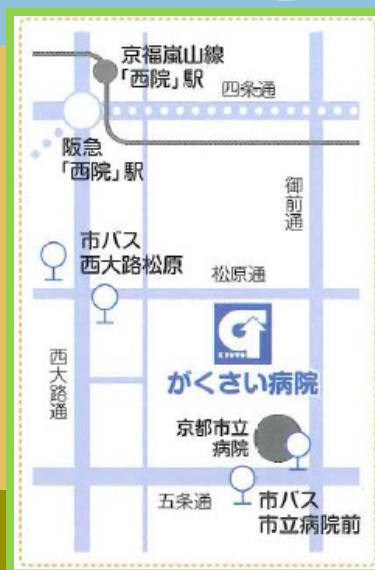 京福嵐山線
「西院」駅
四条通
阪急
「西院」駅
御前通
市バス
西大路松原
松原通
西大路通
がくさい病院
京都市立
病院
五条通
市バス
市立病院前